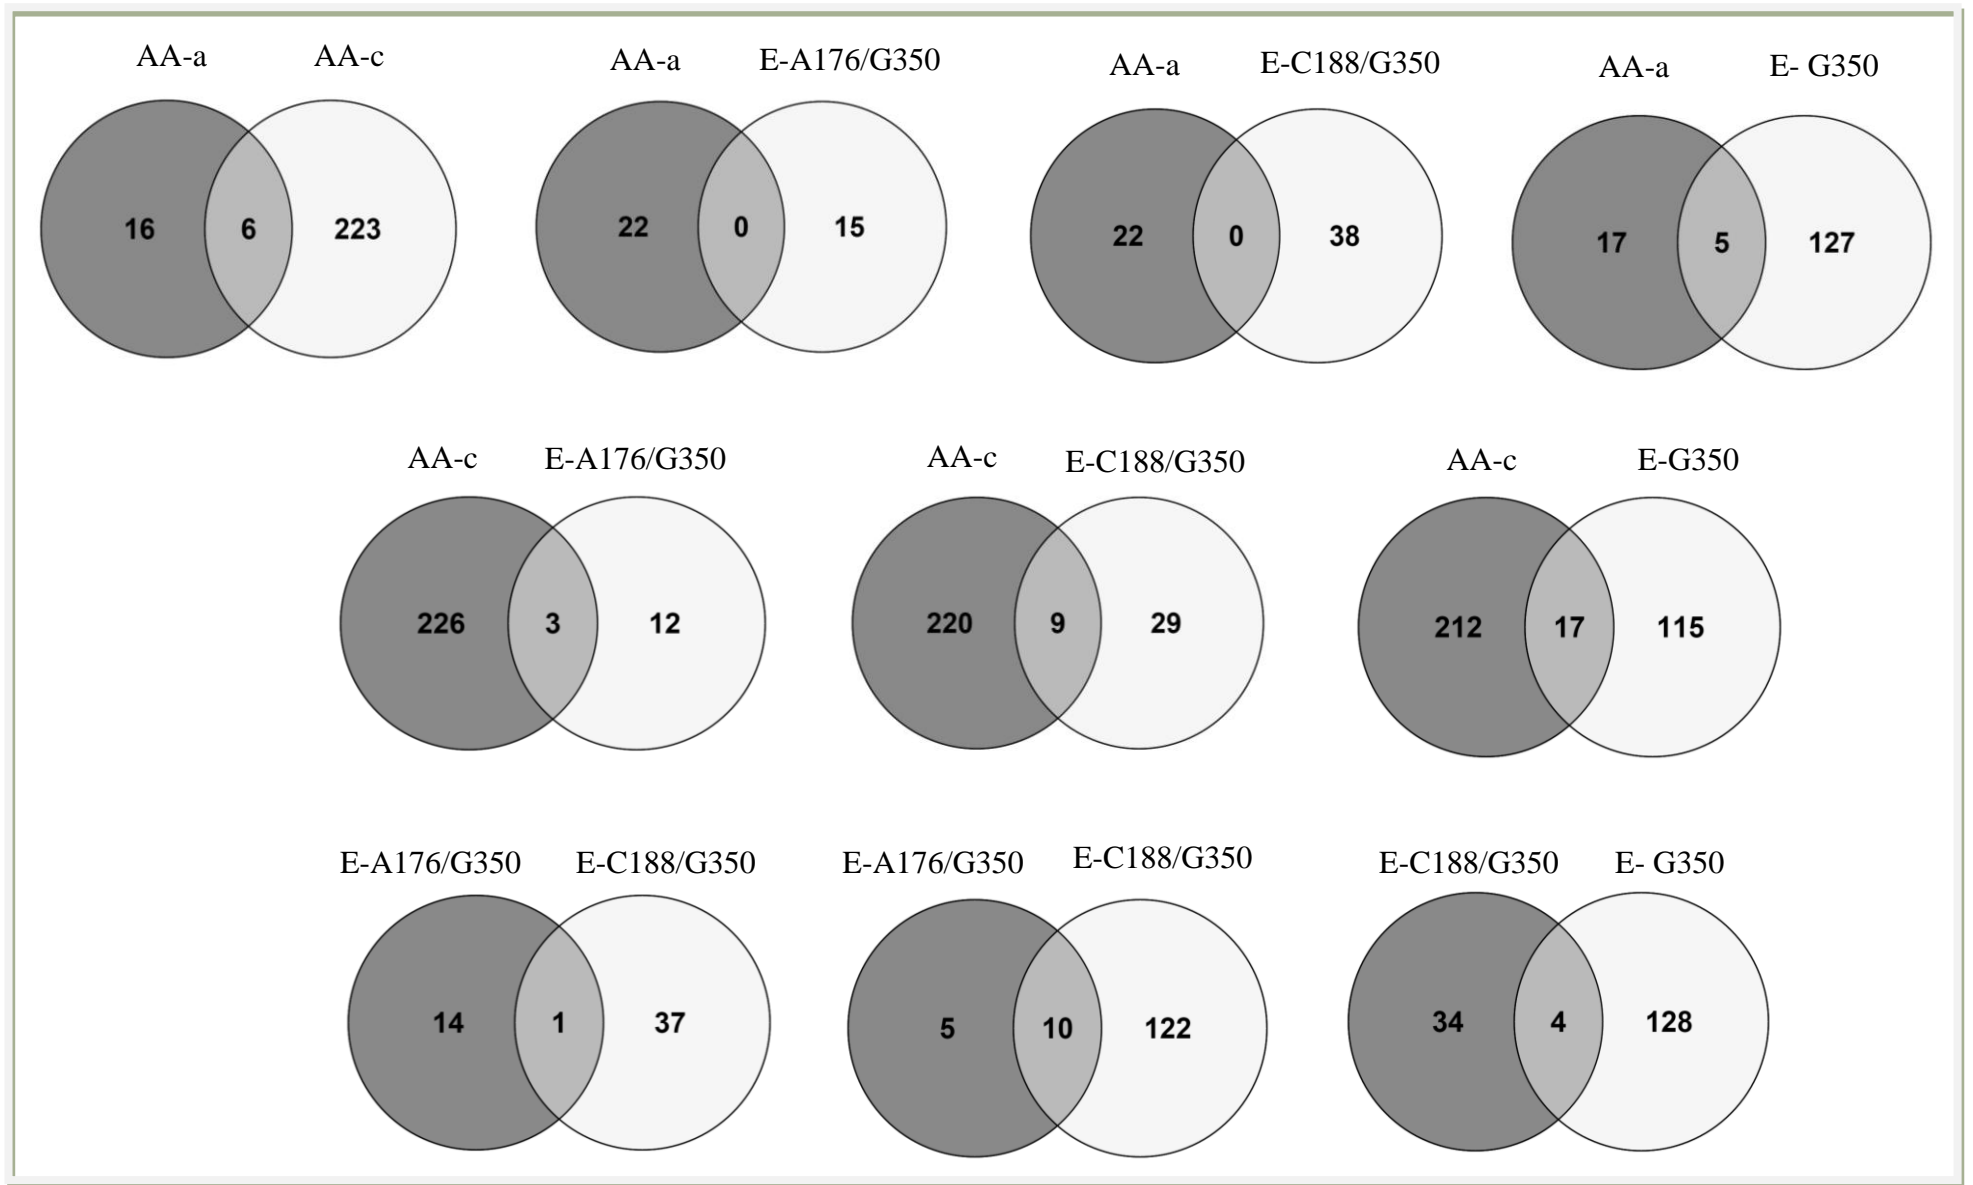 AA-a AA-c AA-a E-A176/G350 AA-a E-C188/G350 AA-a E- G350
16 6 223 22 0 15 22 0 38 17 5 127
AA-c E-A176/G350 AA-c E-C188/G350 AA-c E-G350
226 3 12 220 9 29 212 17 115
E-A176/G350 E-C188/G350 E-A176/G350 E-C188/G350 E-C188/G350 E- G350
14 1 37 5 10 122 34 4 128